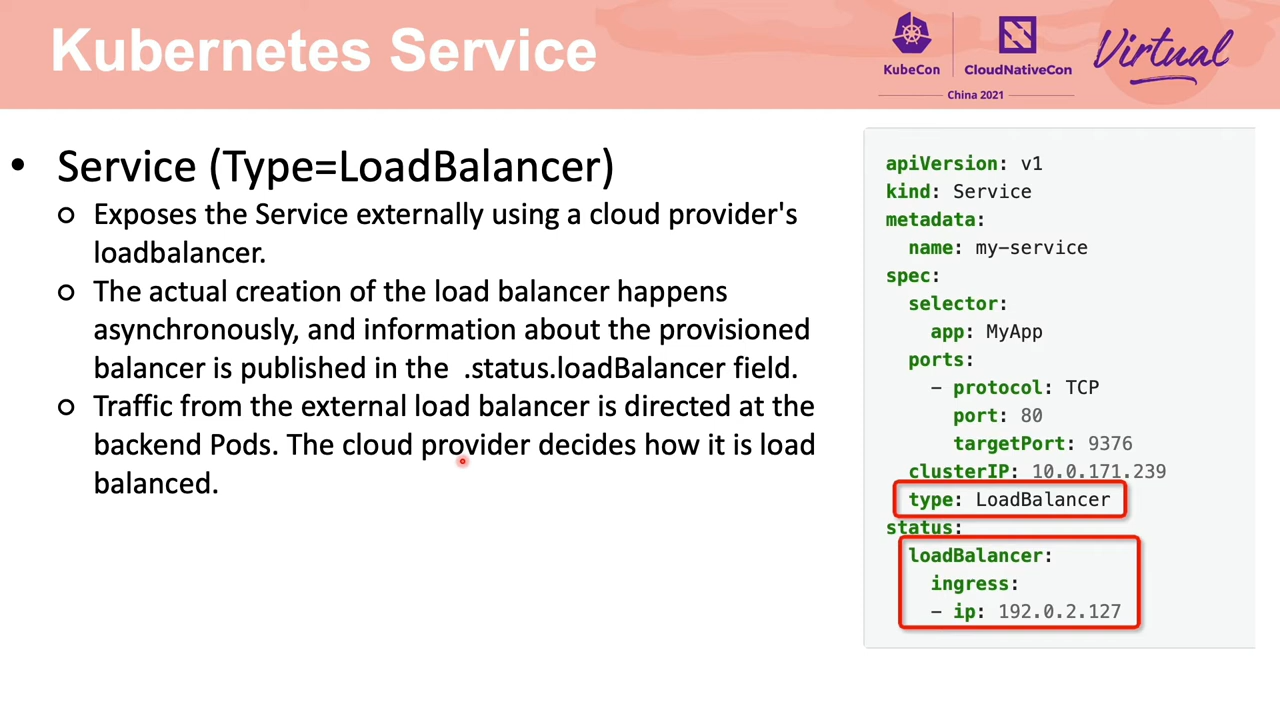 Kubernetes Service
KubeCon
CloudNativeCon
China 2021
Virtual
• Service (Type=LoadBalancer)
○ Exposes the Service externally using a cloud provider's
loadbalancer.
○ The actual creation of the load balancer happens
asynchronously, and information about the provisioned
balancer is published in the .status.loadBalancer field.
○ Traffic from the external load balancer is directed at the
backend Pods. The cloud provider decides how it is load
balanced.
apiVersion: v1
kind: Service
metadata:
  name: my-service
spec:
  selector:
    app: MyApp
  ports:
    - protocol: TCP
      port: 80
      targetPort: 9376
  clusterIP: 10.0.171.239
  type: LoadBalancer
status:
  loadBalancer:
    ingress:
    - ip: 192.0.2.127